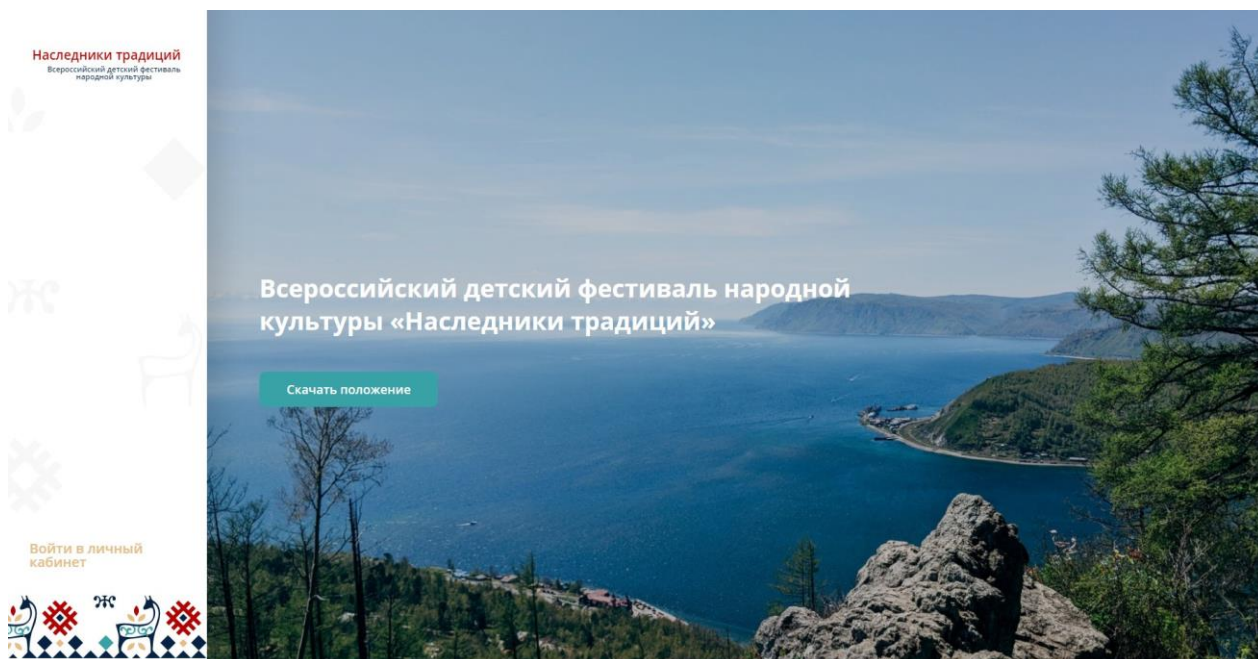 Наследники традиций
Всероссийский детский фестиваль
народной культуры
Всероссийский детский фестиваль народной
культуры «Наследники традиций»
Скачать положение
Войти в личный
кабинет